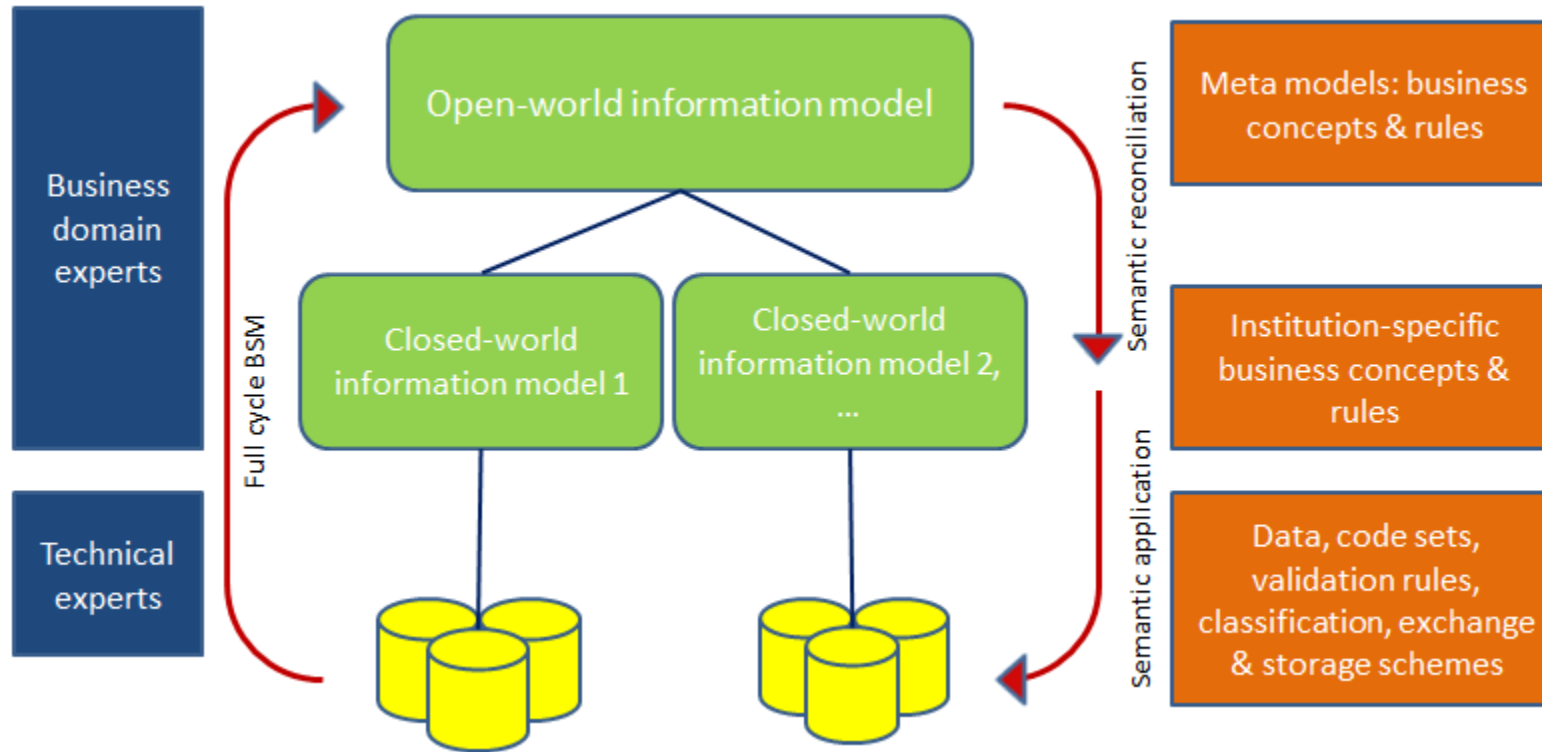 Business
domain
experts
Technical
experts
Full cycle BSM
Open-world information model
Closed-world
information model 1
Closed-world
information model 2,
...
Semantic reconciliation
Semantic application
Meta models: business
concepts & rules
Institution-specific
business concepts &
rules
Data, code sets,
validation rules,
classification, exchange
& storage schemes